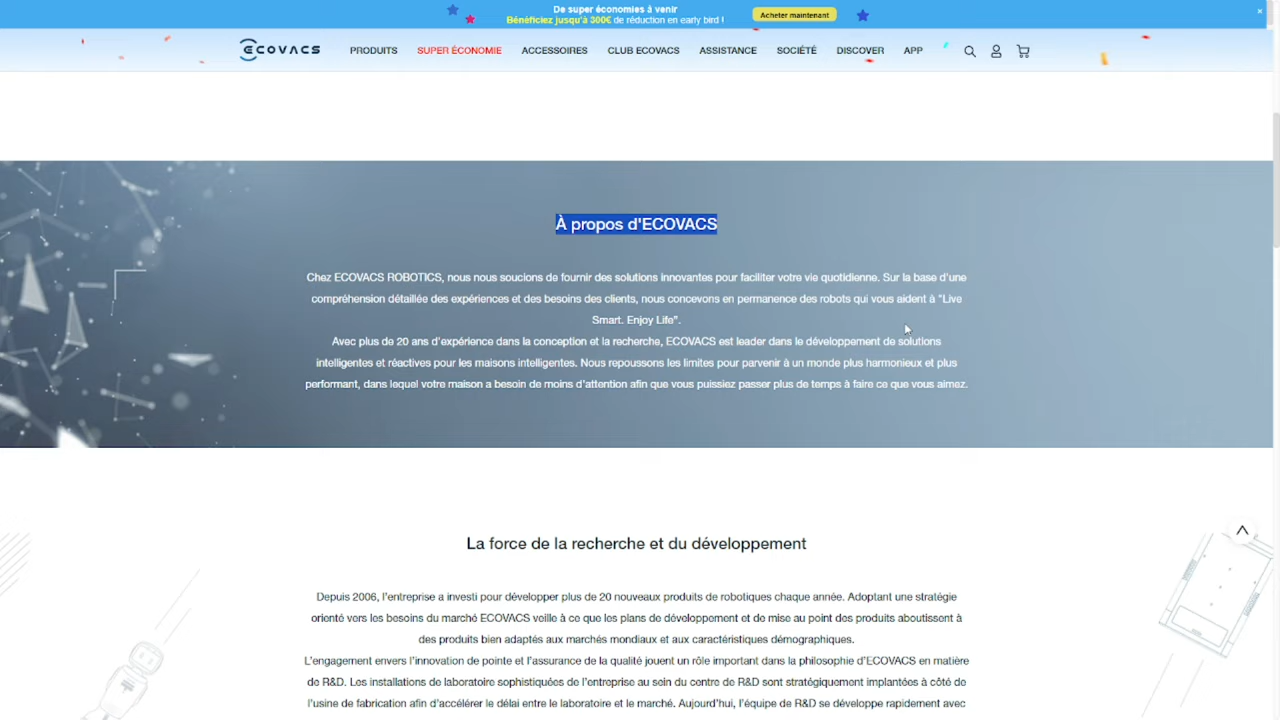 De super économies à venir
Bénéficiez jusqu'à 300€ de réduction en early bird !
Acheter maintenant
ECOVACS
PRODUITS SUPER ÉCONOMIE ACCESSOIRES CLUB ECOVACS ASSISTANCE SOCIÉTÉ DISCOVER APP
À propos d'ECOVACS
Chez ECOVACS ROBOTICS, nous nous soucions de fournir des solutions innovantes pour faciliter votre vie quotidienne. Sur la base d'une
compréhension détaillée des expériences et des besoins des clients, nous concevons en permanence des robots qui vous aident à "Live
Smart. Enjoy Life".
Avec plus de 20 ans d'expérience dans la conception et la recherche, ECOVACS est leader dans le développement de solutions
intelligentes et réactives pour les maisons intelligentes. Nous repoussons les limites pour parvenir à un monde plus harmonieux et plus
performant, dans lequel votre maison a besoin de moins d'attention afin que vous puissiez passer plus de temps à faire ce que vous aimez.
La force de la recherche et du développement
Depuis 2006, l'entreprise a investi pour développer plus de 20 nouveaux produits de robotiques chaque année. Adoptant une stratégie
orienté vers les besoins du marché ECOVACS veille à ce que les plans de développement et de mise au point des produits aboutissent à
des produits bien adaptés aux marchés mondiaux et aux caractéristiques démographiques.
L'engagement envers l'innovation de pointe et l'assurance de la qualité jouent un rôle important dans la philosophie d'ECOVACS en matière
de R&D. Les installations de laboratoire sophistiquées de l'entreprise au sein du centre de R&D sont stratégiquement implantées à côté de
l'usine de fabrication afin d'accélérer le délai entre le laboratoire et le marché. Aujourd'hui, l'équipe de R&D se développe rapidement avec